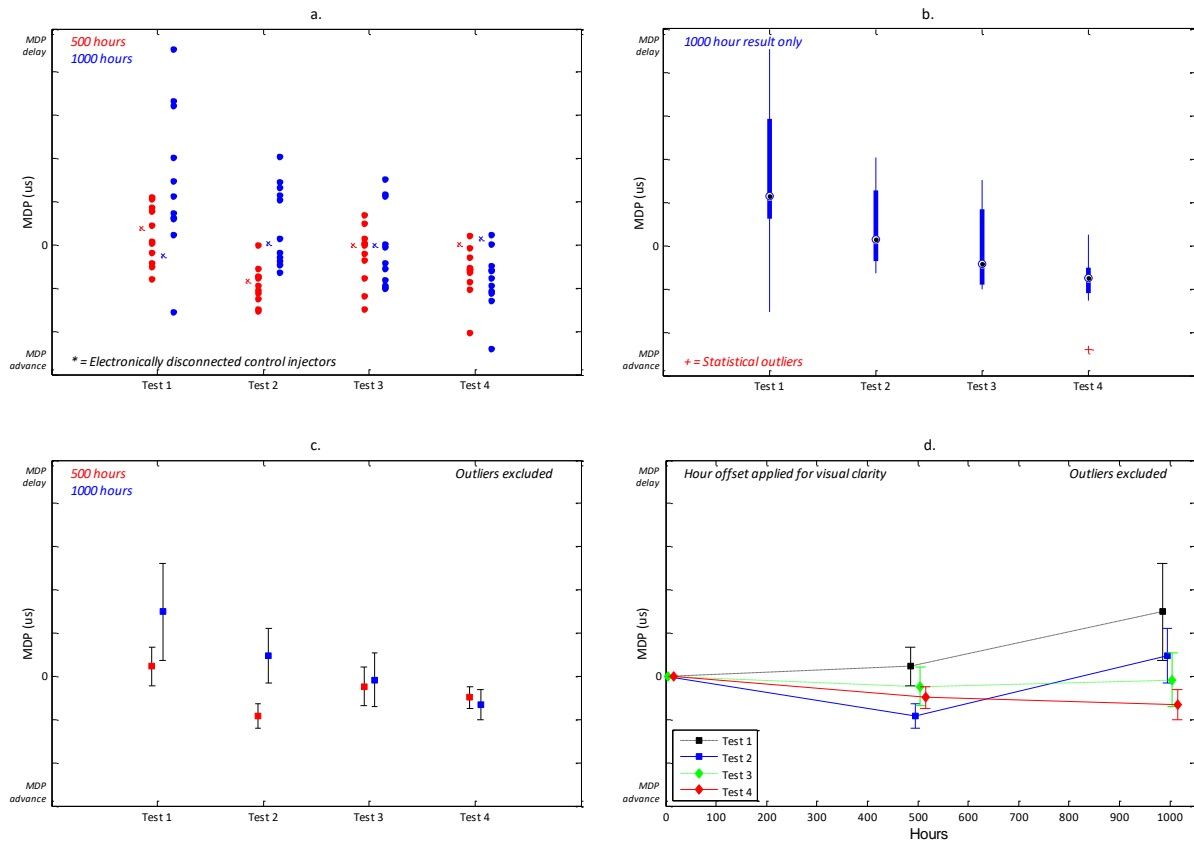 a.
MDP
delay
500 hours
1000 hours
MDP (us)
0
MDP
advance
* = Electronically disconnected control injectors
Test 1
Test 2
Test 3
Test 4
b.
MDP
delay
1000 hour result only
MDP (us)
0
MDP
advance
+ = Statistical outliers
Test 1
Test 2
Test 3
Test 4
c.
MDP
delay
500 hours
1000 hours
Outliers excluded
MDP (us)
0
MDP
advance
Test 1
Test 2
Test 3
Test 4
d.
MDP
delay
Hour offset applied for visual clarity
Outliers excluded
MDP (us)
0
Test 1
Test 2
Test 3
Test 4
MDP
advance
0 100 200 300 400 500 600 700 800 900 1000
Hours